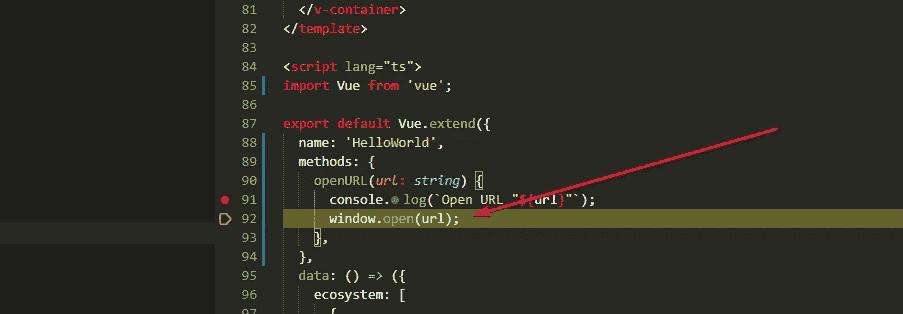 81 </v-container>
82 </template>
83
84 <script lang="ts">
85 import Vue from 'vue';
86
87 export default Vue.extend({
88 name: 'HelloWorld',
89 methods: {
90 openURL(url: string) {
91 console.log(`Open URL "${url}"`);
92 window.open(url);
93 },
94 },
95 data: () => ({
96 ecosystem: [
97 {